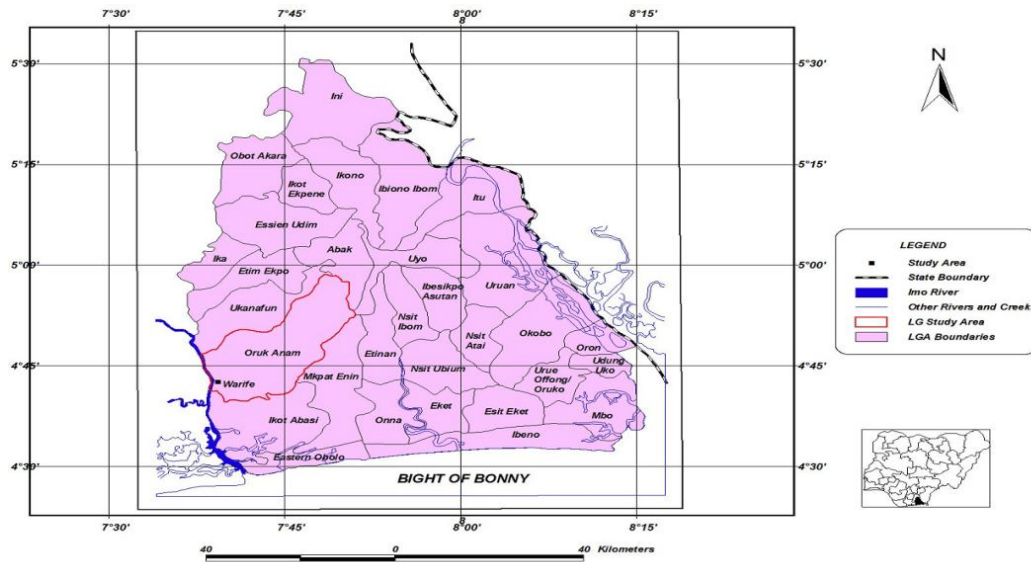 7°30' 7°45' 8°00' 8°15'
8
5°30' 5°30'
N
Ini
5°15' 5°15'
Obot Akara
Ikono
Ikot
Ekpene
Ibiono Ibom
Itu
Essien Udim
Abak
Uyo
Ika
5°00' 5°00'
Etim Ekpo
Ibesikpo
Asutan
Uruan
Ukanafun
Nsit
Ibom
Nsit
Atai
Okobo
Oron
Oruk Anam
Etinan
4°45' 4°45'
Nsit Ubium
Udung
Uko
Mkpat Enin
Urue
Offong/
Oruko
Warife
Eket
Esit Eket
Mbo
Ikot Abasi
Onna
Ibeno
Eastern Obolo
4°30' 4°30'
BIGHT OF BONNY
8
7°30' 7°45' 8°00' 8°15'
40 0 40 Kilometers
LEGEND
Study Area
State Boundary
Imo River
Other Rivers and Creek
LG Study Area
LGA Boundaries